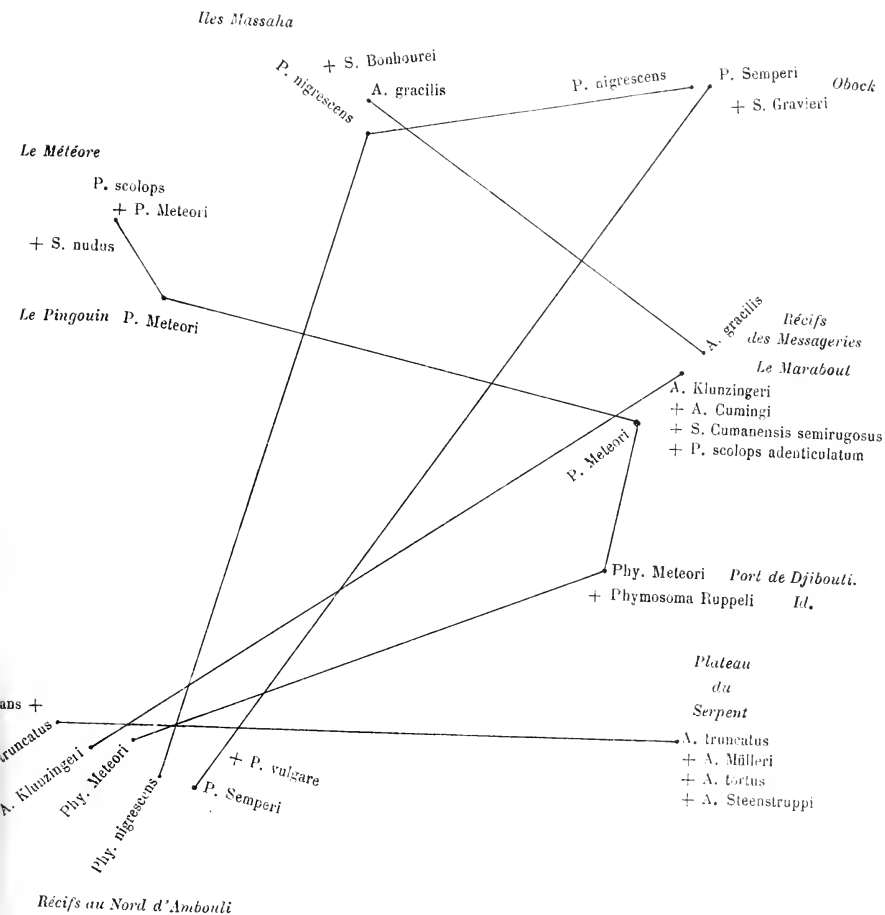 Iles Massaha
+ S. Bonhourei
P. nigrescens
A. gracilis
P. nigrescens
P. Semperi
Obock
+ S. Gravieri
Le Météore
P. scolops
+ P. Meteori
+ S. nudus
Le Pingouin P. Meteori
A. gracilis
Récifs
des Messageries
Le Marabout
A. Klunzingeri
+ A. Cumingi
+ S. Cumanensis semirugosus
+ P. scolops adenticulatum
P. Meteori
Phy. Meteori Port de Djibouti.
+ Phymosoma Ruppeli Id.
Plateau
du
Serpent
ans +
truncatus
A. truncatus
+ A. Mülleri
+ A. tortus
+ A. Steenstruppi
A. Klunzingeri
Phy. Meteori
Phy. nigrescens
+ P. vulgare
P. Semperi
Récifs au Nord d'Ambouli